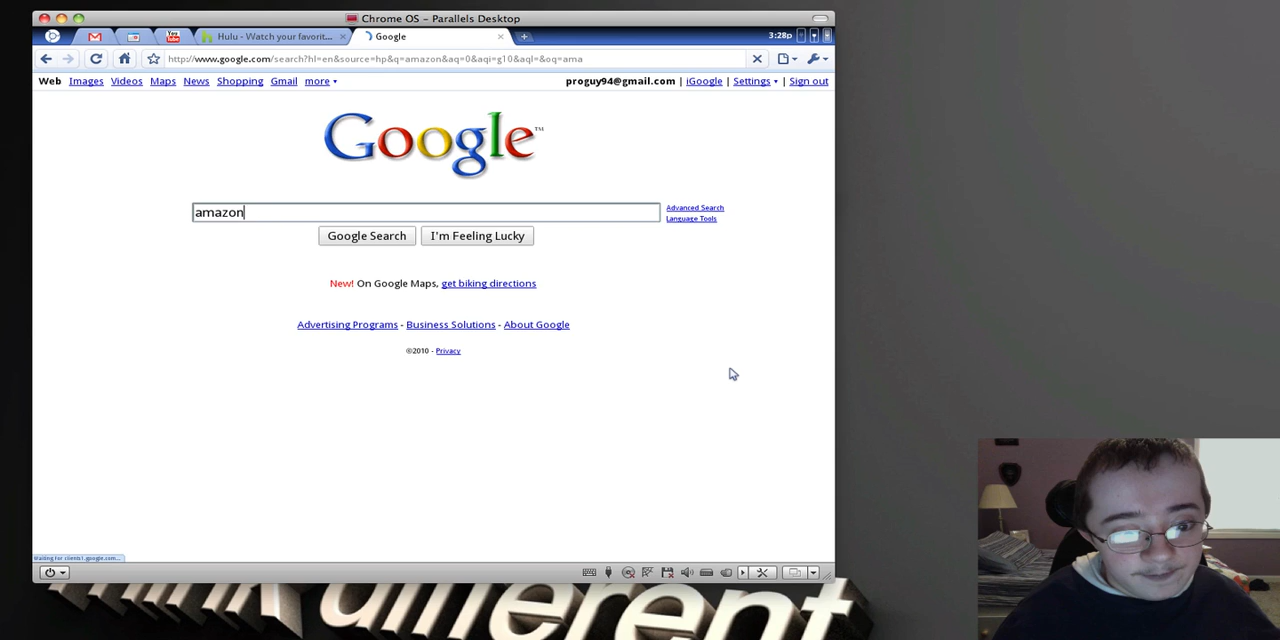 Chrome OS - Parallels Desktop
Hulu - Watch your favorit...
Google
3:28p
http://www.google.com/search?hl=en&source=hp&q=amazon&aq=0&aqi=g10&aql=&oq=ama
Web Images Videos Maps News Shopping Gmail more
proguy94@gmail.com | iGoogle | Settings | Sign out
Google™
amazon
Advanced Search
Language Tools
Google Search I'm Feeling Lucky
New! On Google Maps, get biking directions
Advertising Programs - Business Solutions - About Google
©2010 - Privacy
Waiting for clients1.google.com...
Think different